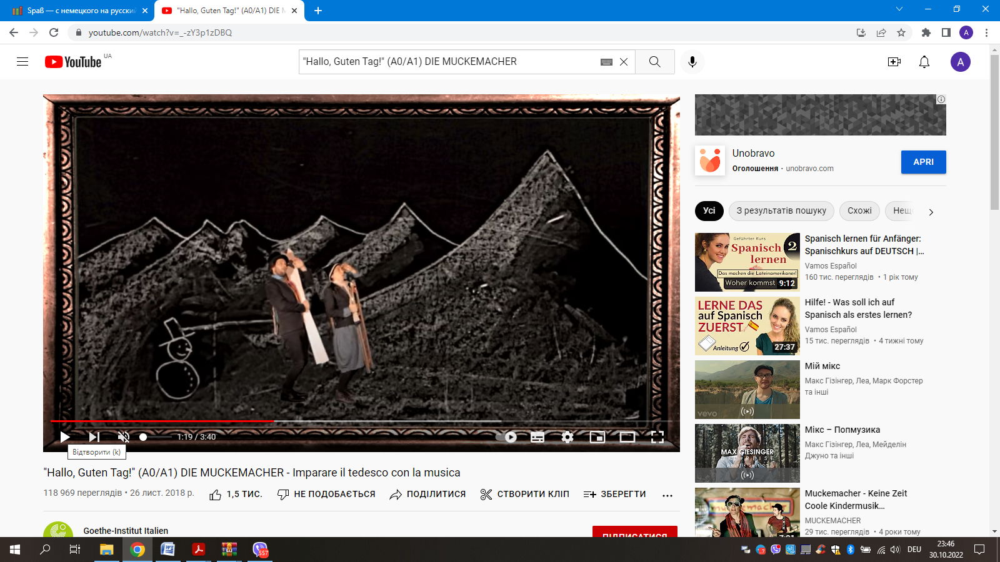 Spaß — с немецкого на русский
"Hallo, Guten Tag!" (A0/A1) DIE M
youtube.com/watch?v=_-zY3p1zDBQ
A
YouTube UA
"Hallo, Guten Tag!" (A0/A1) DIE MUCKEMACHER
A
1:19 / 3:40
Відтворити (k)
"Hallo, Guten Tag!" (A0/A1) DIE MUCKEMACHER - Imparare il tedesco con la musica
118 969 переглядів • 26 лист. 2018 р.
1,5 ТИС.
НЕ ПОДОБАЄТЬСЯ
ПОДІЛИТИСЯ
СТВОРИТИ КЛІП
ЗБЕРЕГТИ
Goethe-Institut Italien
ПІДПИСАТИСЯ
Unobravo
Оголошення · unobravo.com
APRI
Усі
З результатів пошуку
Схожі
Нещо
Geführter Kurs
Spanisch 2
lernen
Das machen die Lateinamerikaner!
Woher kommst
9:12
Spanisch lernen für Anfänger:
Spanischkurs auf DEUTSCH |...
Vamos Español
160 тис. переглядів • 1 рік тому
LERNE DAS
auf Spanisch
ZUERST
Anleitung
27:37
Hilfe! - Was soll ich auf
Spanisch als erstes lernen?
Vamos Español
15 тис. переглядів • 4 тижні тому
vevo
Мій мікс
Макс Гізінгер, Леа, Марк Форстер
та інші
MAX GIESINGER
DIE REISE
Akustik Session
Мікс – Попмузика
Макс Гізінгер, Леа, Мейделін
Джуно та інші
muckemacher
7:01
Muckemacher - Keine Zeit
Coole Kindermusik...
MUCKEMACHER
29 тис. переглядів • 4 роки тому
557
DEU
23:46
30.10.2022